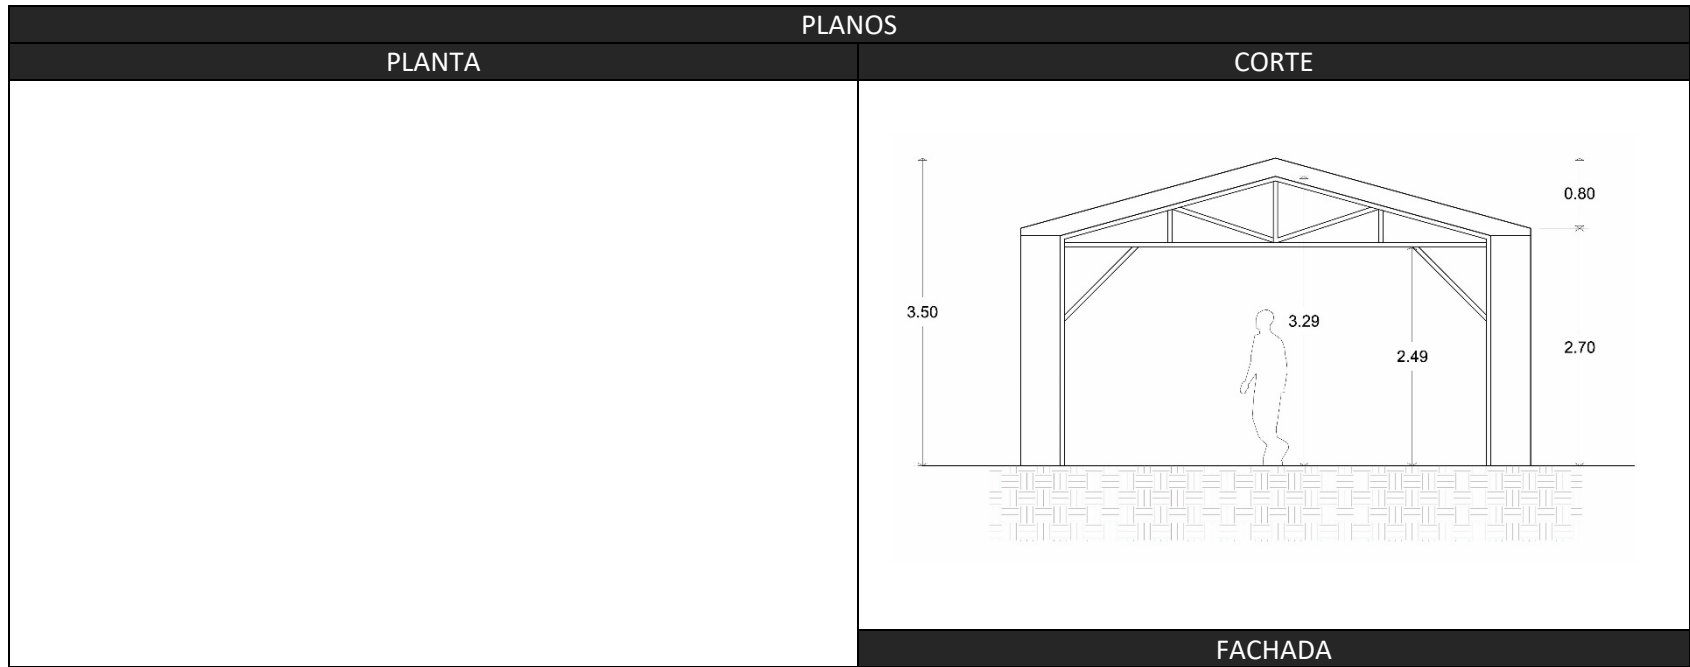 PLANOS
PLANTA
CORTE
0.80
3.50
3.29
2.49
2.70
FACHADA